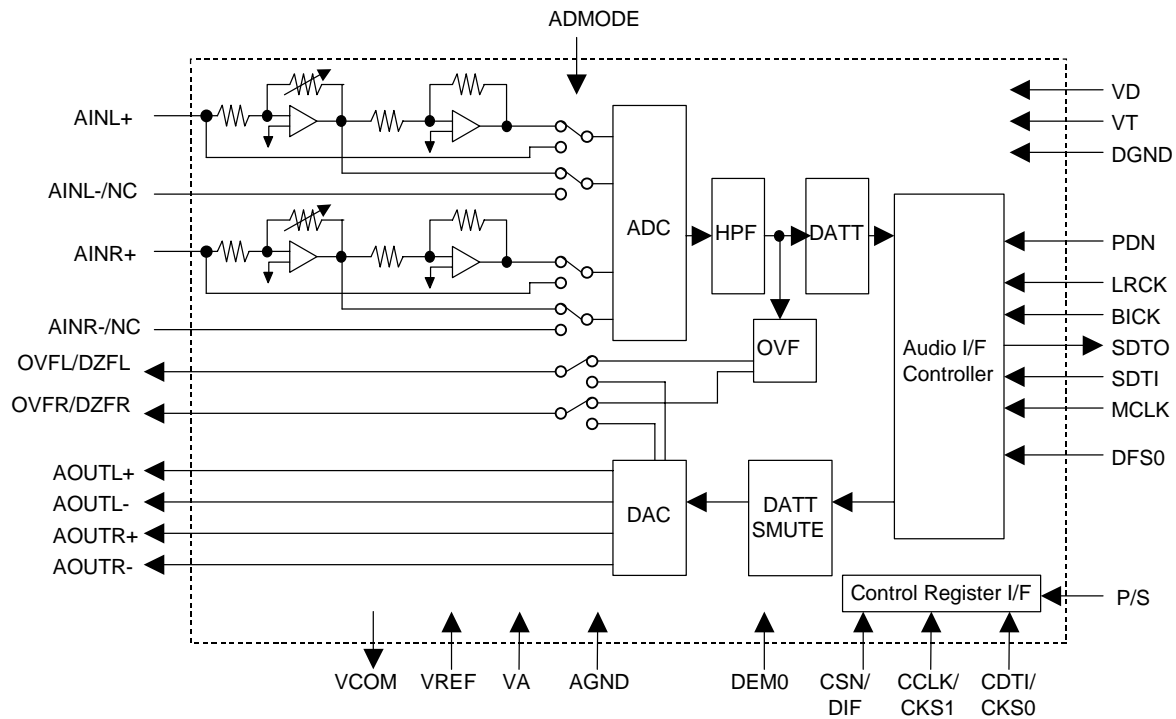 ADMODE
AINL+
AINL-/NC
AINR+
AINR-/NC
OVFL/DZFL
OVFR/DZFR
AOUTL+
AOUTL-
AOUTR+
AOUTR-
ADC
HPF
DATT
OVF
Audio I/F
Controller
DAC
DATT
SMUTE
Control Register I/F
VD
VT
DGND
PDN
LRCK
BICK
SDTO
SDTI
MCLK
DFS0
P/S
VCOM
VREF
VA
AGND
DEM0
CSN/
DIF
CCLK/
CKS1
CDTI/
CKS0